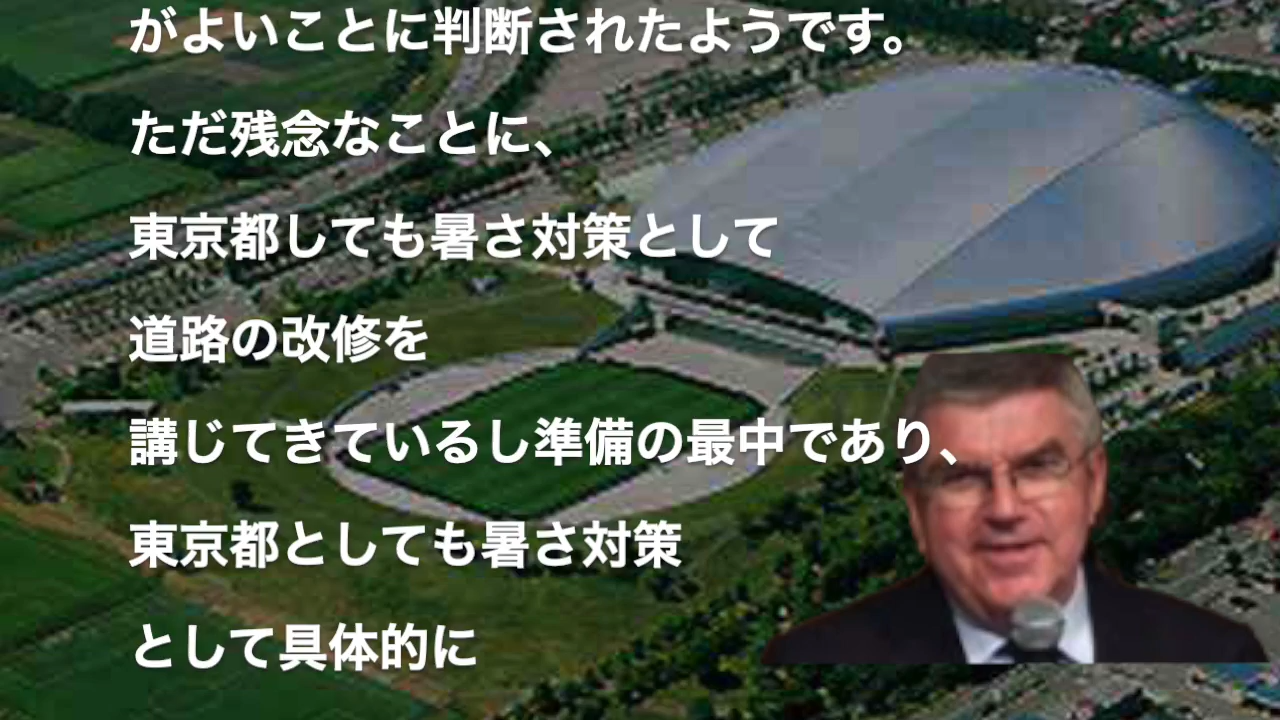 がよいことに判断されたようです。
ただ残念なことに、
東京都しても暑さ対策として
道路の改修を
講じてきているし準備の最中であり、
東京都としても暑さ対策
として具体的に